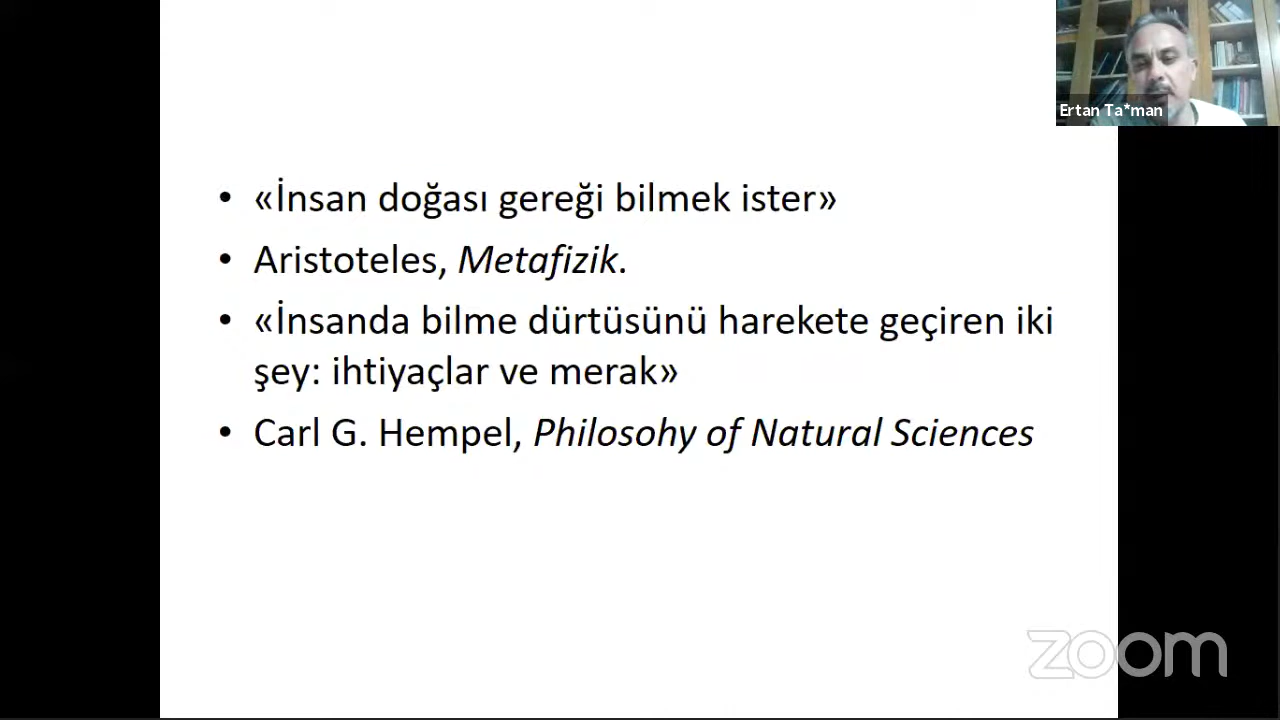 Ertan Ta*man
• «İnsan doğası gereği bilmek ister»
• Aristoteles, Metafizik.
• «İnsanda bilme dürtüsünü harekete geçiren iki
şey: ihtiyaçlar ve merak»
• Carl G. Hempel, Philosohy of Natural Sciences
zoom